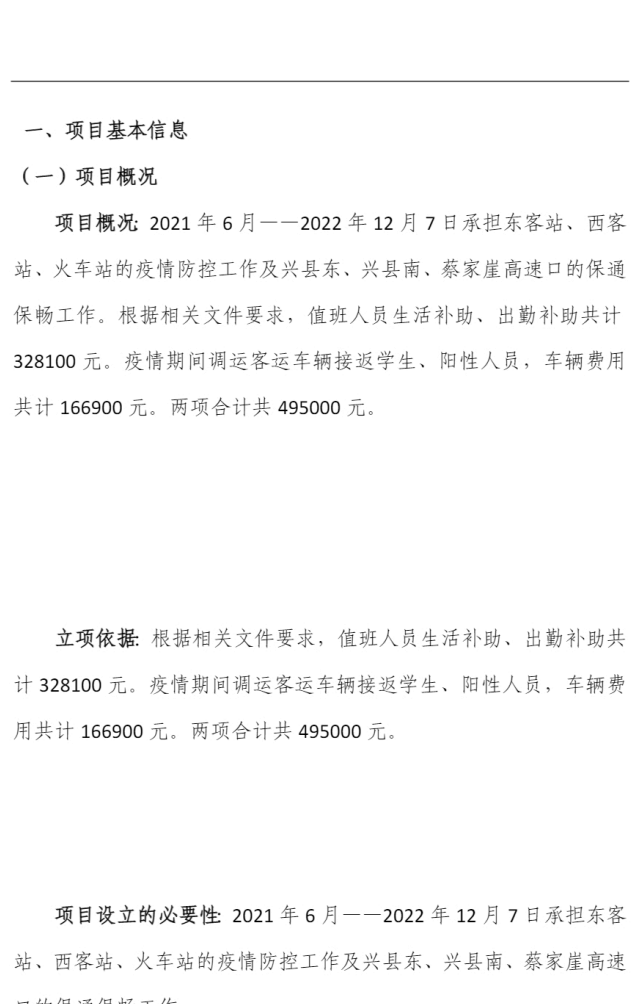 一、项目基本信息
（一）项目概况
项目概况: 2021 年 6 月——2022 年 12 月 7 日承担东客站、西客
站、火车站的疫情防控工作及兴县东、兴县南、蔡家崖高速口的保通
保畅工作。根据相关文件要求，值班人员生活补助、出勤补助共计
328100 元。疫情期间调运客运车辆接返学生、阳性人员，车辆费用
共计 166900 元。两项合计共 495000 元。
立项依据: 根据相关文件要求，值班人员生活补助、出勤补助共
计 328100 元。疫情期间调运客运车辆接返学生、阳性人员，车辆费
用共计 166900 元。两项合计共 495000 元。
项目设立的必要性: 2021 年 6 月——2022 年 12 月 7 日承担东客
站、西客站、火车站的疫情防控工作及兴县东、兴县南、蔡家崖高速
口的保通保畅工作